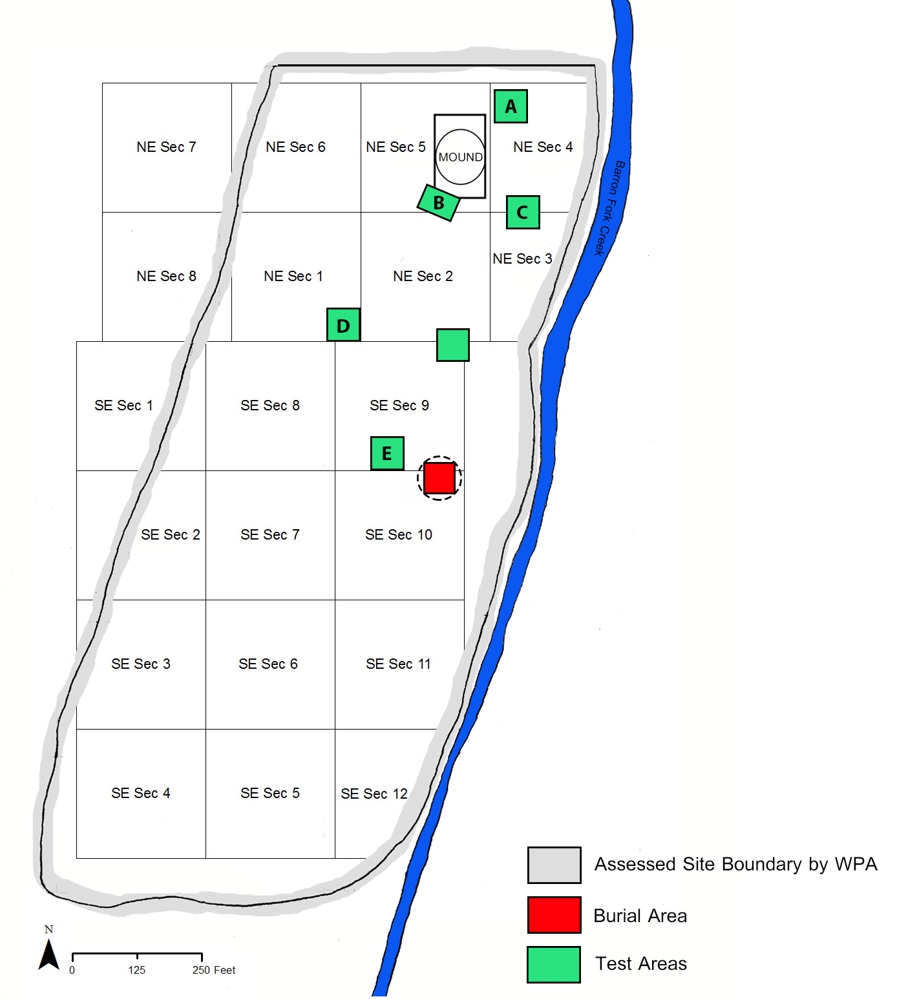 A
NE Sec 7
NE Sec 6
NE Sec 5
MOUND
NE Sec 4
Barron Fork Creek
B
C
NE Sec 8
NE Sec 1
NE Sec 2
NE Sec 3
D
SE Sec 1
SE Sec 8
SE Sec 9
E
SE Sec 2
SE Sec 7
SE Sec 10
SE Sec 3
SE Sec 6
SE Sec 11
SE Sec 4
SE Sec 5
SE Sec 12
Assessed Site Boundary by WPA
Burial Area
Test Areas
N
0 125 250 Feet